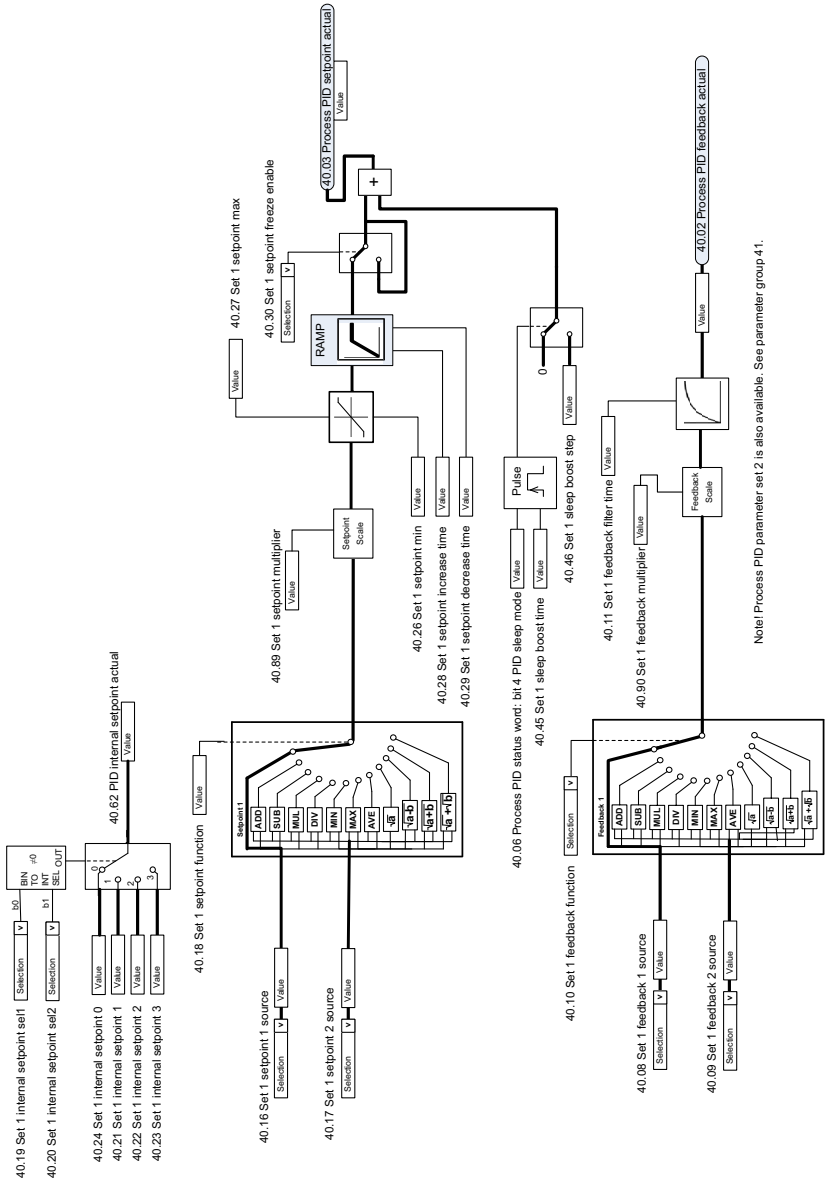 40.19 Set 1 internal setpoint sel1
Selection
v
b0
40.20 Set 1 internal setpoint sel2
Selection
v
b1
BIN
TO
INT
SEL
≠0
OUT
40.24 Set 1 internal setpoint 0
Value
0
40.21 Set 1 internal setpoint 1
Value
1
40.22 Set 1 internal setpoint 2
Value
2
40.23 Set 1 internal setpoint 3
Value
3
40.62 PID internal setpoint actual
Value
40.18 Set 1 setpoint function
Value
Setpoint 1
ADD
SUB
MUL
DIV
MIN
MAX
AVE
√a
√a-b
√a+b
√a+√b
40.16 Set 1 setpoint 1 source
Selection
v
Value
40.17 Set 1 setpoint 2 source
Selection
v
Value
40.89 Set 1 setpoint multiplier
Value
Setpoint
Scale
40.27 Set 1 setpoint max
Value
40.26 Set 1 setpoint min
Value
40.28 Set 1 setpoint increase time
Value
40.29 Set 1 setpoint decrease time
Value
RAMP
40.30 Set 1 setpoint freeze enable
Selection
v
+
40.03 Process PID setpoint actual
Value
40.06 Process PID status word: bit 4 PID sleep mode
Value
40.45 Set 1 sleep boost time
Value
Pulse
0
40.46 Set 1 sleep boost step
Value
40.10 Set 1 feedback function
Selection
v
Feedback 1
ADD
SUB
MUL
DIV
MIN
MAX
AVE
√a
√a-b
√a+b
√a+√b
40.08 Set 1 feedback 1 source
Selection
v
Value
40.09 Set 1 feedback 2 source
Selection
v
Value
40.90 Set 1 feedback multiplier
Value
Feedback
Scale
40.11 Set 1 feedback filter time
Value
Value
40.02 Process PID feedback actual
Note! Process PID parameter set 2 is also available. See parameter group 41.